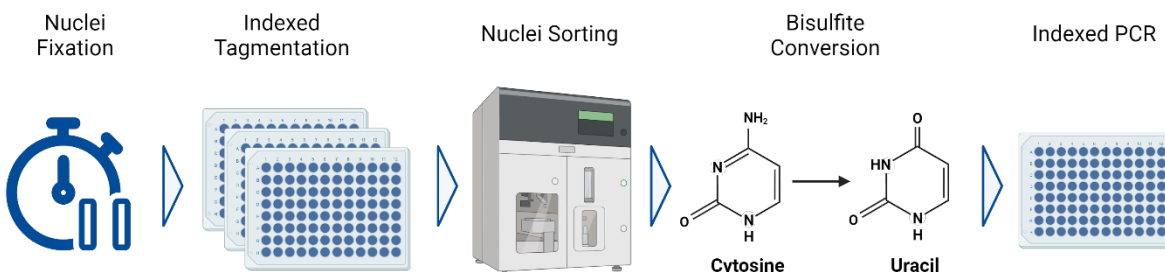 Nuclei
Fixation
Indexed
Tagmentation
Nuclei Sorting
Bisulfite
Conversion
Indexed PCR
NH₂
N
O
N
H
Cytosine
O
HN
O
N
H
Uracil